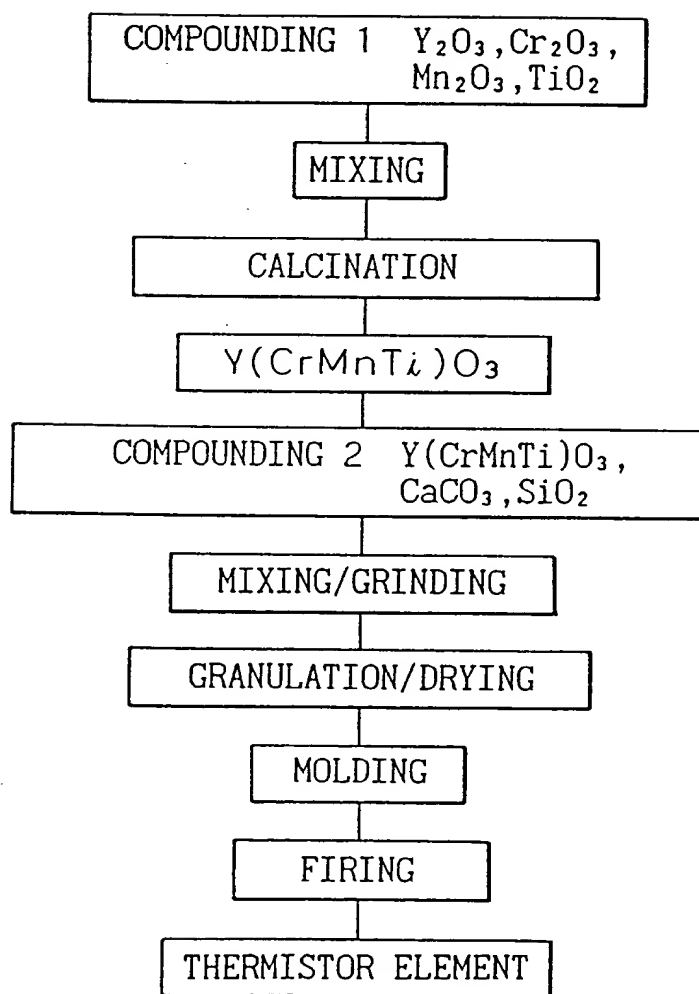 COMPOUNDING 1 Y₂O₃,Cr₂O₃,
Mn₂O₃,TiO₂
MIXING
CALCINATION
Y(CrMnTi)O₃
COMPOUNDING 2 Y(CrMnTi)O₃,
CaCO₃,SiO₂
MIXING/GRINDING
GRANULATION/DRYING
MOLDING
FIRING
THERMISTOR ELEMENT